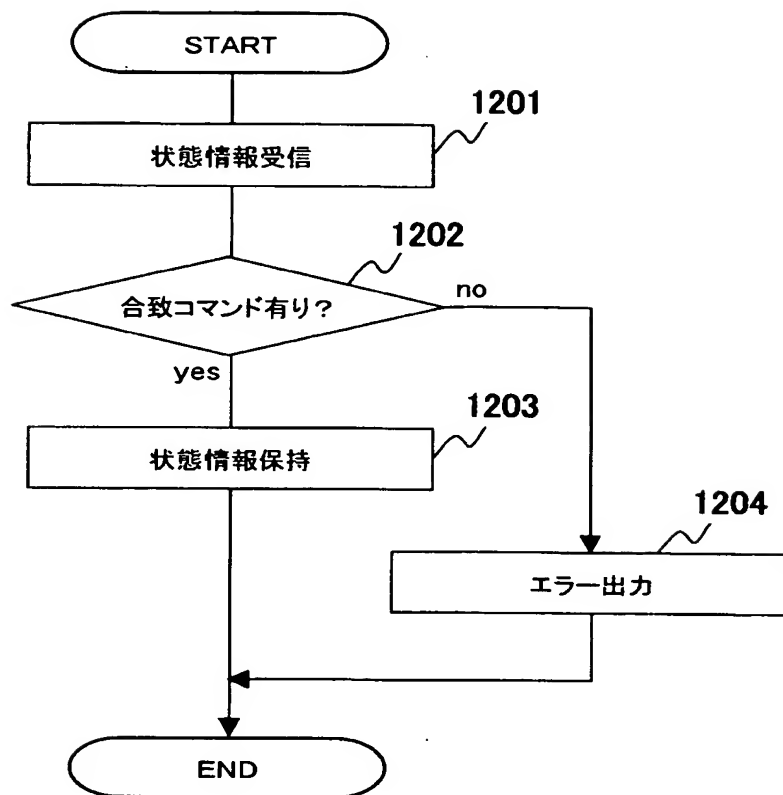 START
1201
状態情報受信
1202
合致コマンド有り?
no
yes
1203
状態情報保持
1204
エラー出力
END